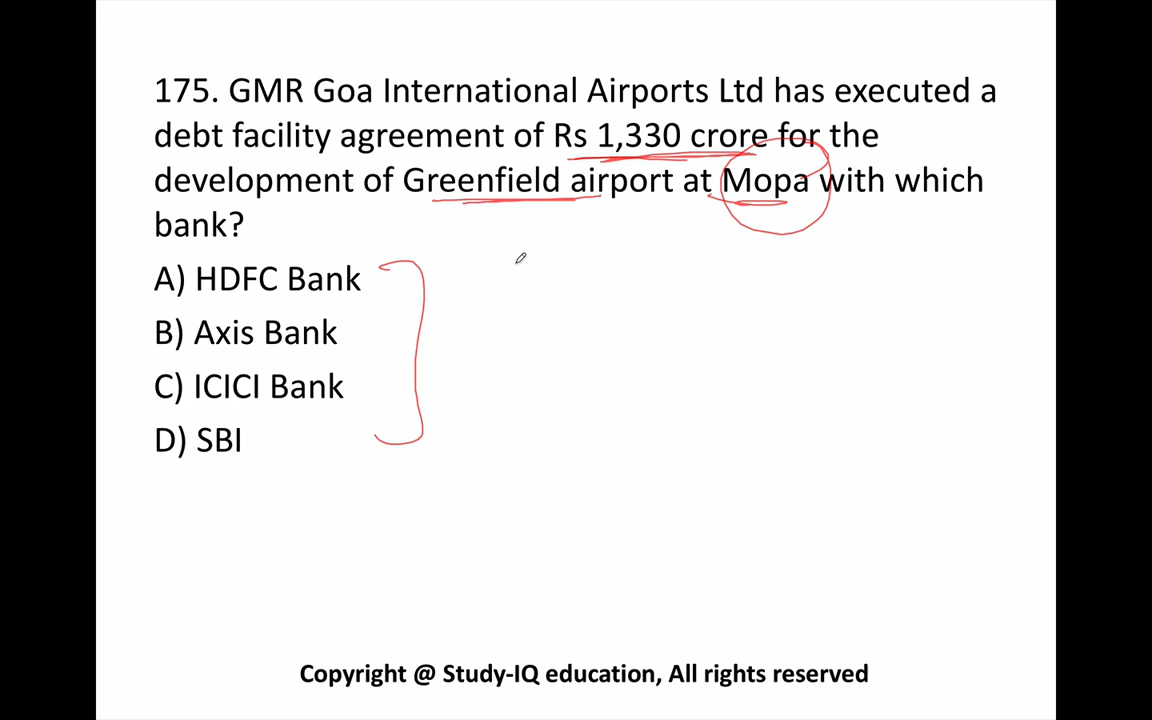 175. GMR Goa International Airports Ltd has executed a
debt facility agreement of Rs 1,330 crore for the
development of Greenfield airport at Mopa with which
bank?
A) HDFC Bank
B) Axis Bank
C) ICICI Bank
D) SBI
Copyright @ Study-IQ education, All rights reserved